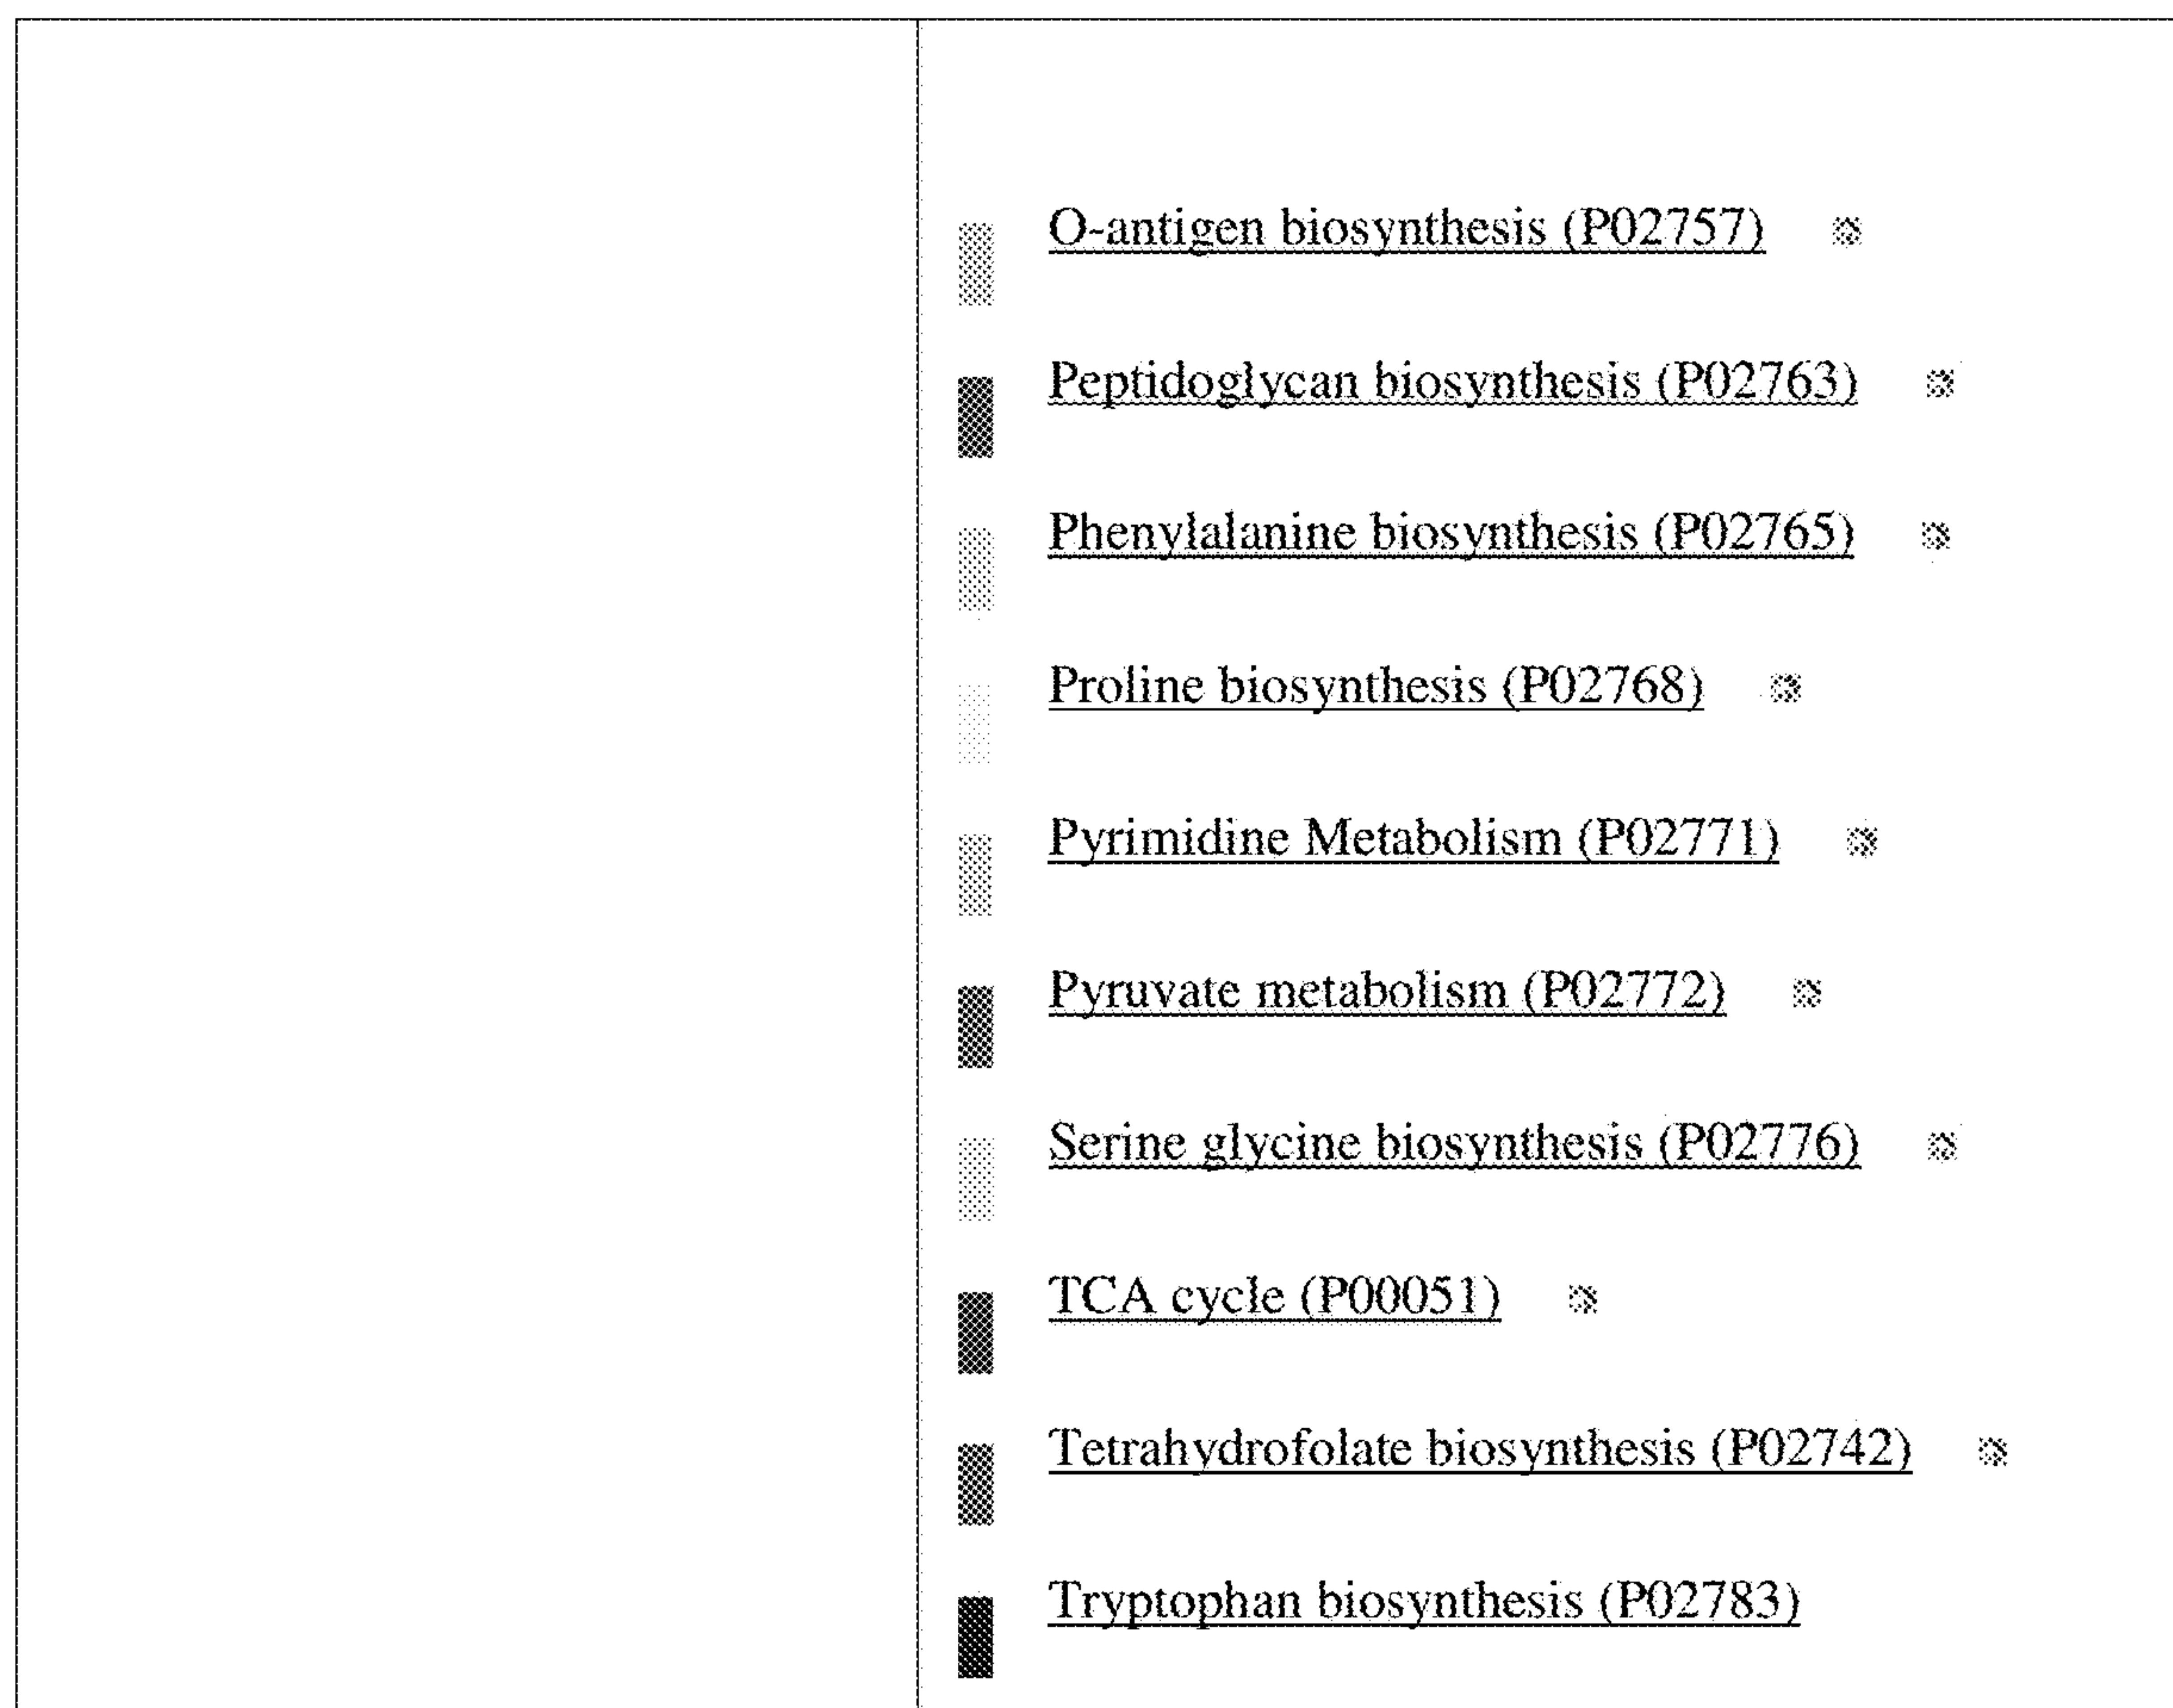 O-antigen biosynthesis (P02757)
Peptidoglycan biosynthesis (P02763)
Phenylalanine biosynthesis (P02765)
Proline biosynthesis (P02768)
Pyrimidine Metabolism (P02771)
Pyruvate metabolism (P02772)
Serine glycine biosynthesis (P02776)
TCA cycle (P00051)
Tetrahydrofolate biosynthesis (P02742)
Tryptophan biosynthesis (P02783)